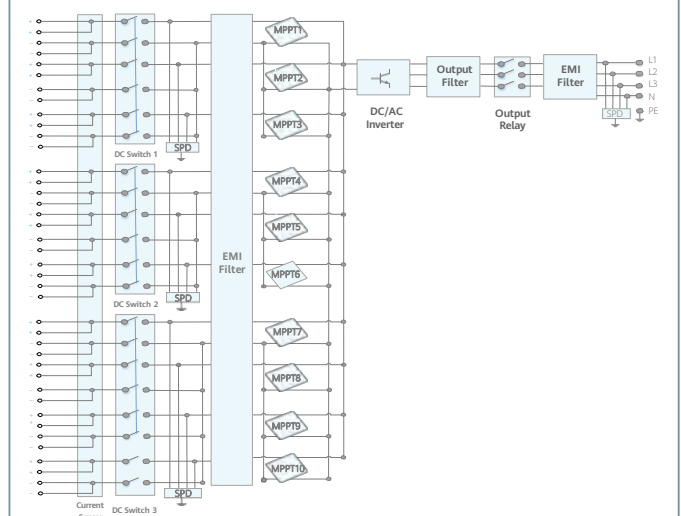 MPPT1
MPPT2
MPPT3
SPD
DC Switch 1
MPPT4
MPPT5
MPPT6
EMI
Filter
SPD
DC Switch 2
MPPT7
MPPT8
MPPT9
MPPT10
SPD
Current
DC Switch 3
DC/AC
Inverter
Output
Filter
Output
Relay
EMI
Filter
SPD
L1
L2
L3
N
PE